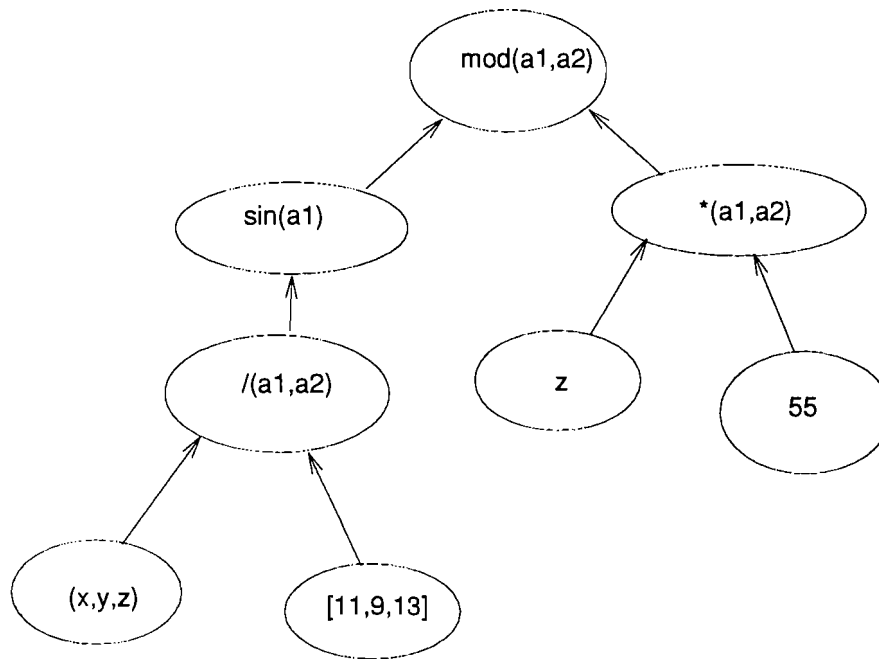 mod(a1,a2)
sin(a1)
*(a1,a2)
/(a1,a2)
z
55
(x,y,z)
[11,9,13]